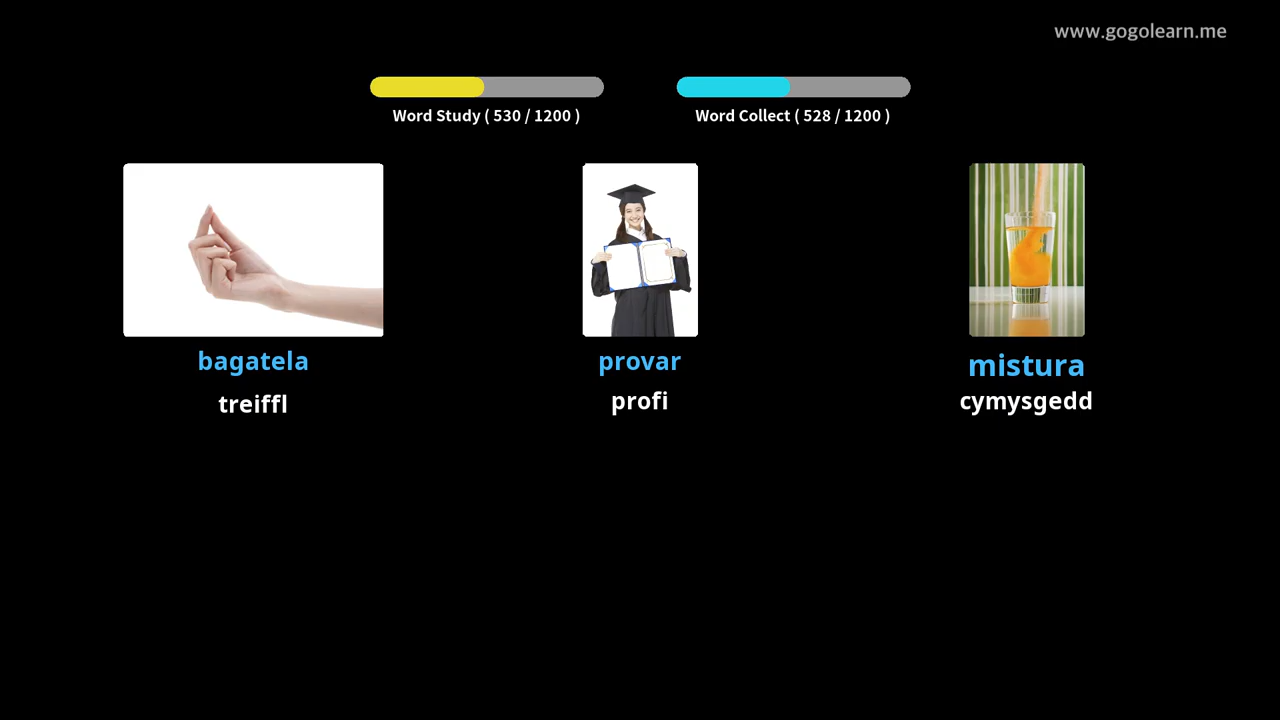 www.gogolearn.me
Word Study ( 530 / 1200 )
Word Collect ( 528 / 1200 )
bagatela
provar
mistura
treiffl
profi
cymysgedd